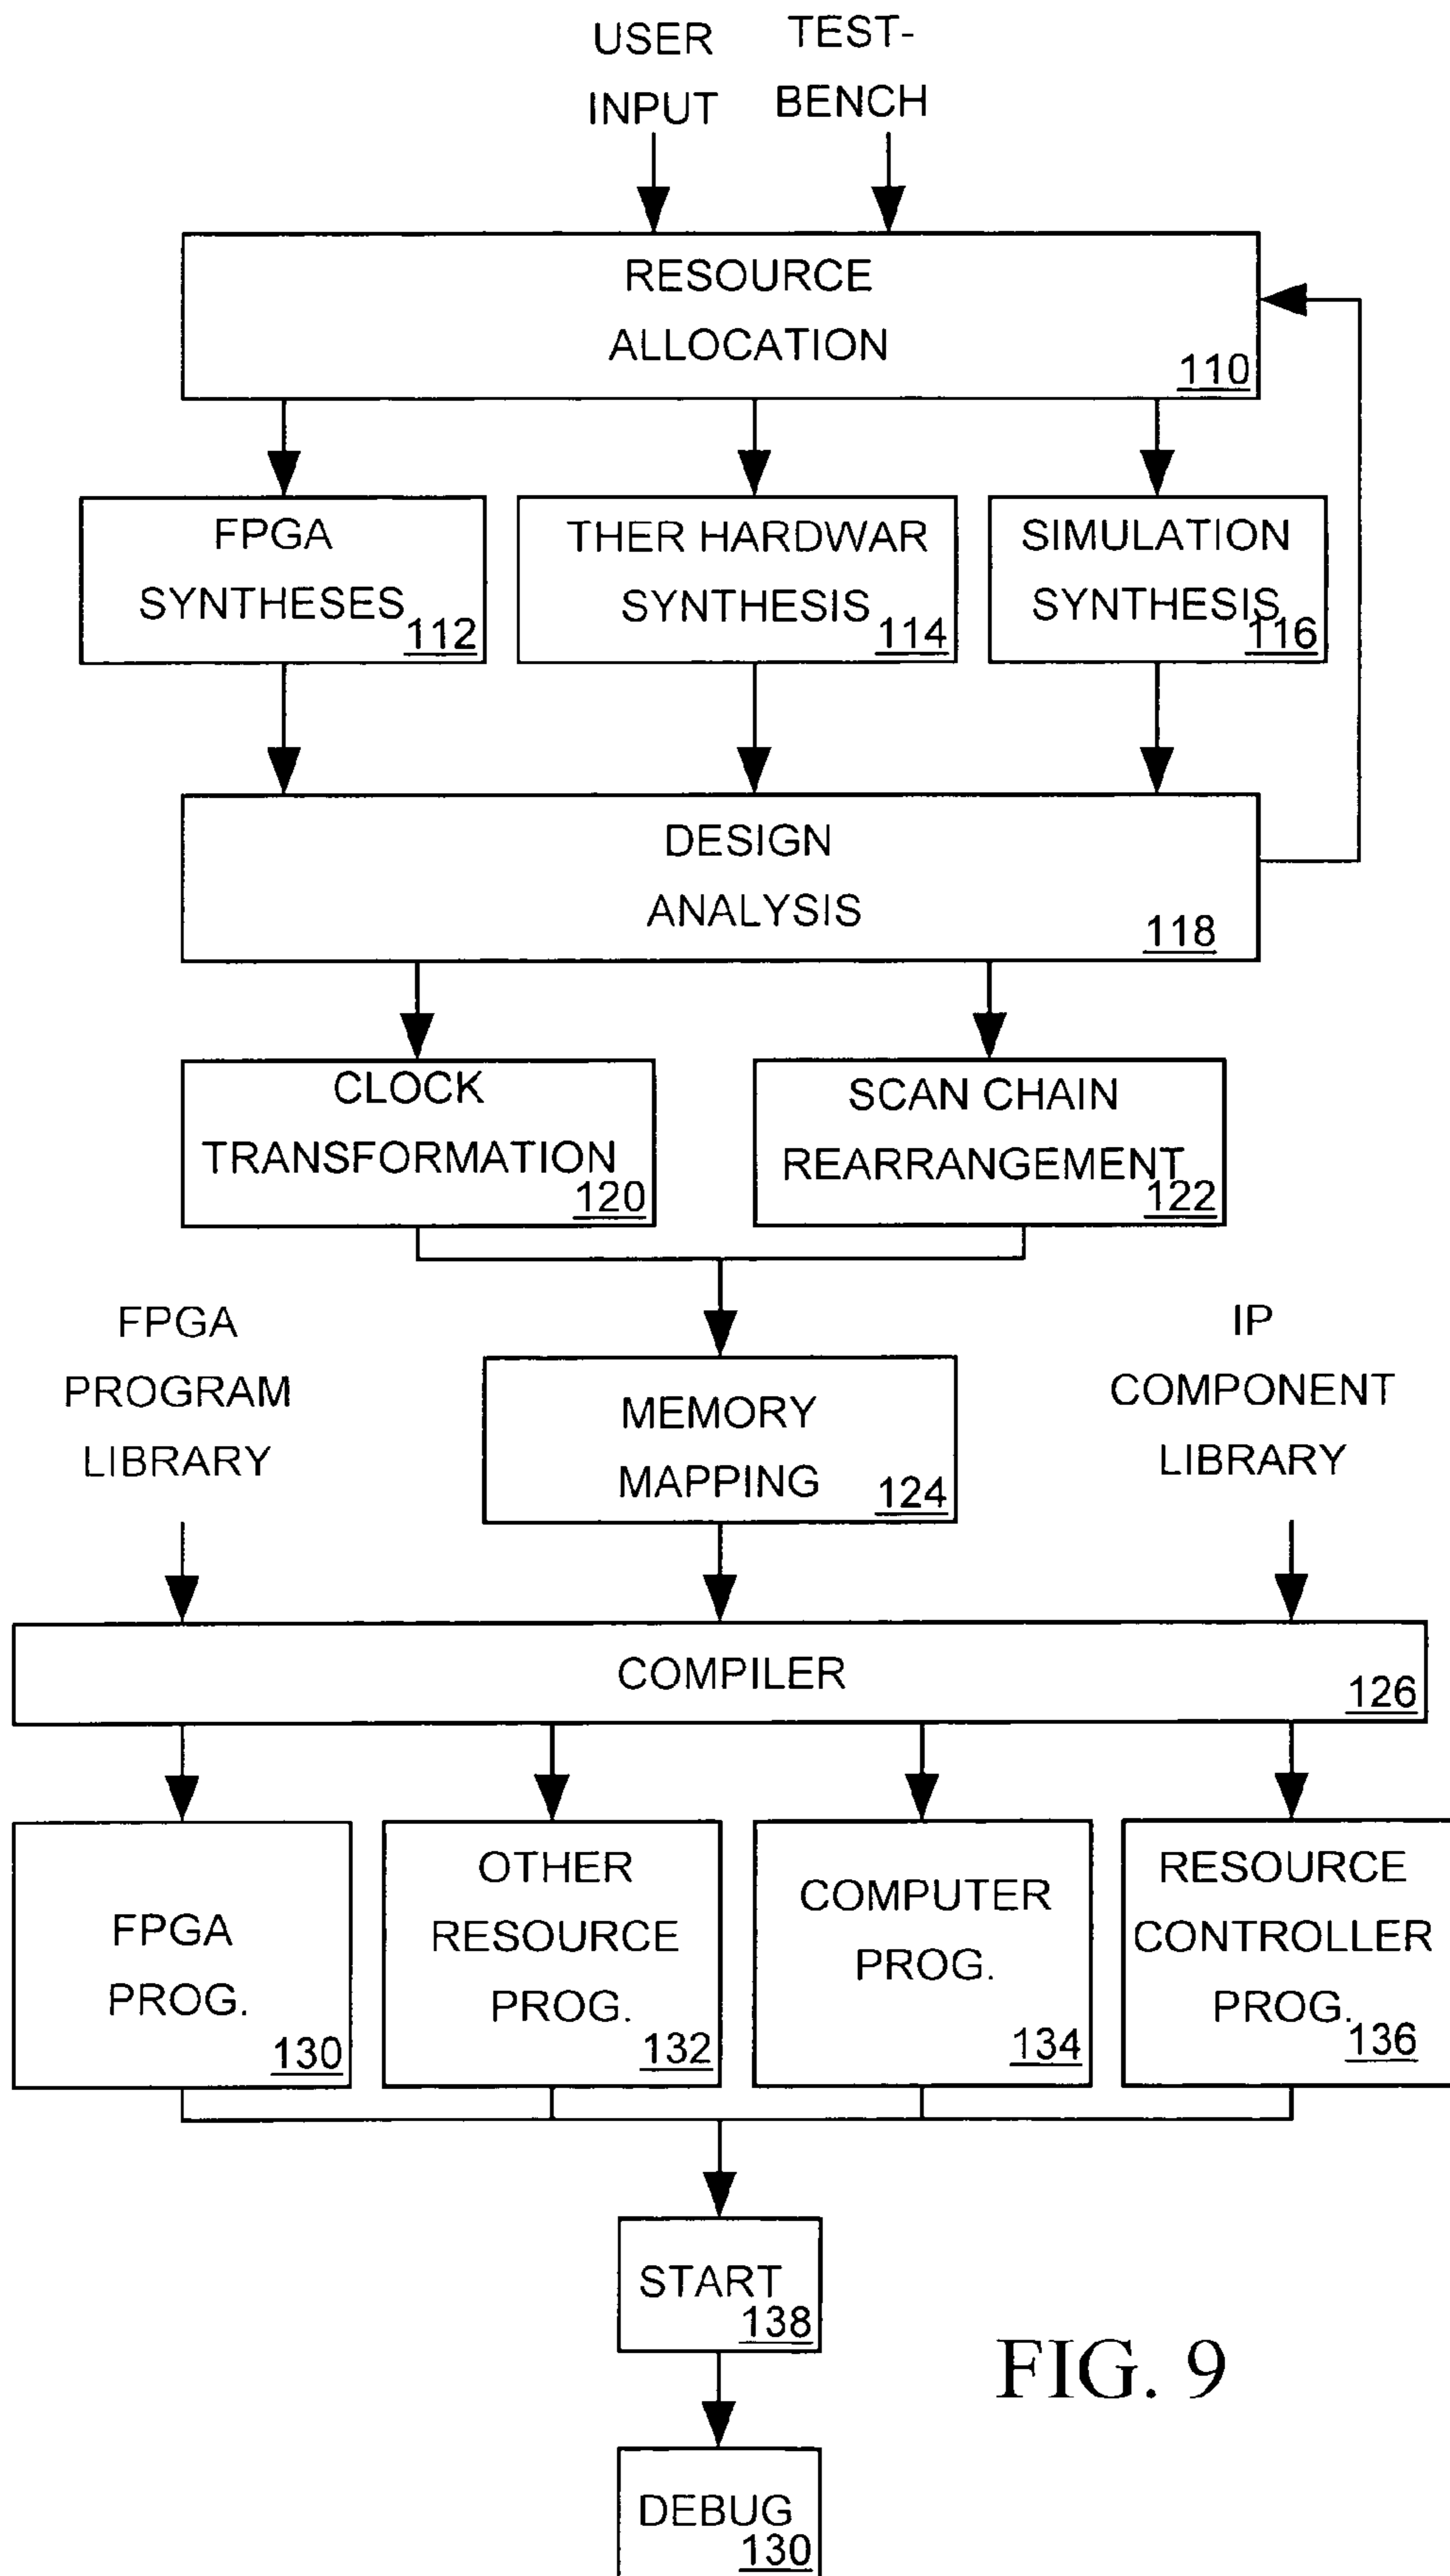 USER
INPUT
TEST-
BENCH
RESOURCE
ALLOCATION
110
FPGA
SYNTHESES
112
THER HARDWAR
SYNTHESIS
114
SIMULATION
SYNTHESIS
116
DESIGN
ANALYSIS
118
CLOCK
TRANSFORMATION
120
SCAN CHAIN
REARRANGEMENT
122
FPGA
PROGRAM
LIBRARY
MEMORY
MAPPING
124
IP
COMPONENT
LIBRARY
COMPILER
126
FPGA
PROG.
130
OTHER
RESOURCE
PROG.
132
COMPUTER
PROG.
134
RESOURCE
CONTROLLER
PROG.
136
START
138
FIG. 9
DEBUG
130